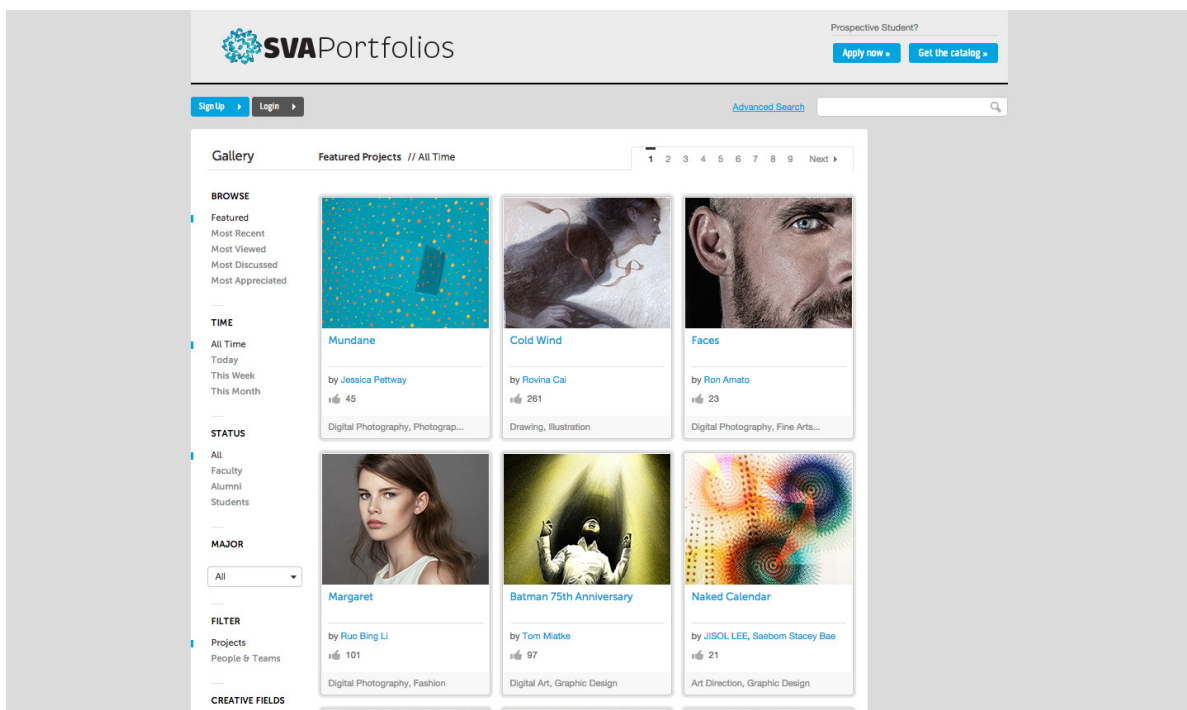 SVAPortfolios
Prospective Student?
Apply now »
Get the catalog »
Sign Up
Login
Advanced Search
Gallery
Featured Projects // All Time
1 2 3 4 5 6 7 8 9 Next
BROWSE
Featured
Most Recent
Most Viewed
Most Discussed
Most Appreciated
TIME
All Time
Today
This Week
This Month
STATUS
All
Faculty
Alumni
Students
MAJOR
All
FILTER
Projects
People & Teams
CREATIVE FIELDS
Mundane
by Jessica Pettway
45
Digital Photography, Photograp...
Cold Wind
by Rovina Cai
261
Drawing, Illustration
Faces
by Ron Amato
23
Digital Photography, Fine Arts...
Margaret
by Ruo Bing Li
101
Digital Photography, Fashion
Batman 75th Anniversary
by Tom Miatke
97
Digital Art, Graphic Design
Naked Calendar
by JISOL LEE, Saebom Stacey Bae
21
Art Direction, Graphic Design